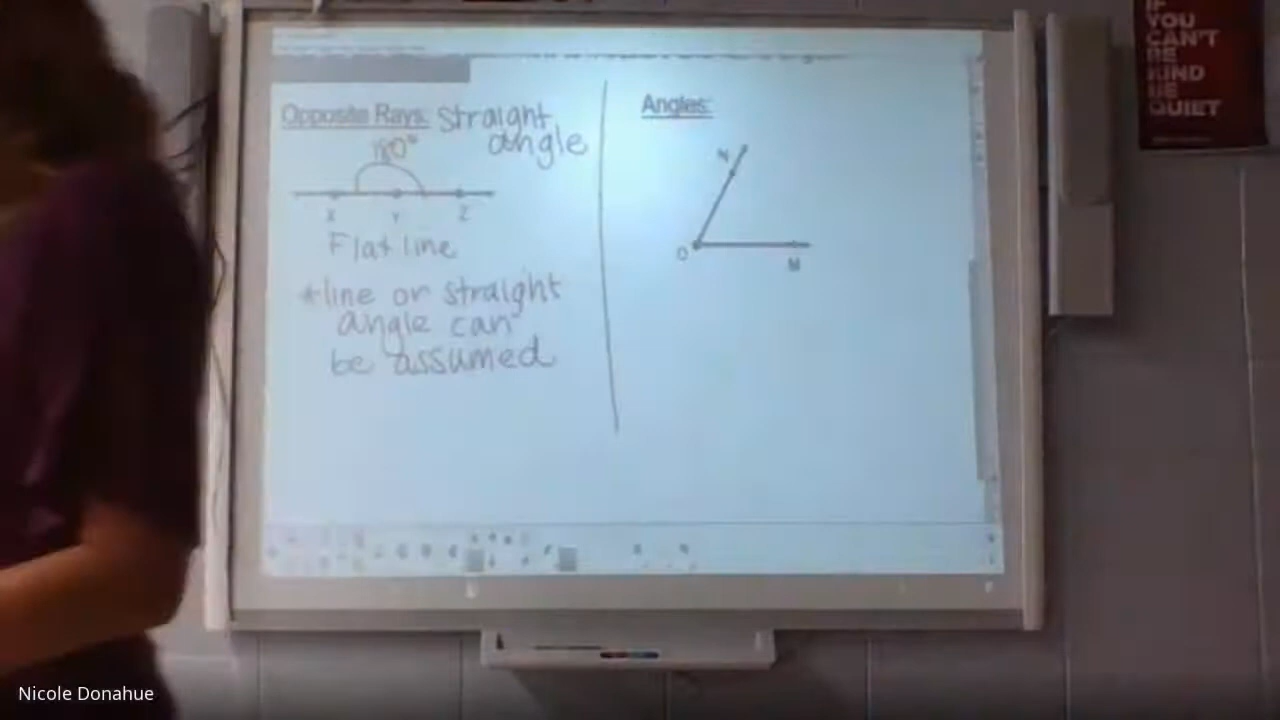 Opposite Rays: straight
angle
180°
X Y Z
Flat line
*line or straight
angle can
be assumed
Angles:
N
O
M
IF
YOU
CAN'T
BE
KIND
BE
QUIET
Nicole Donahue